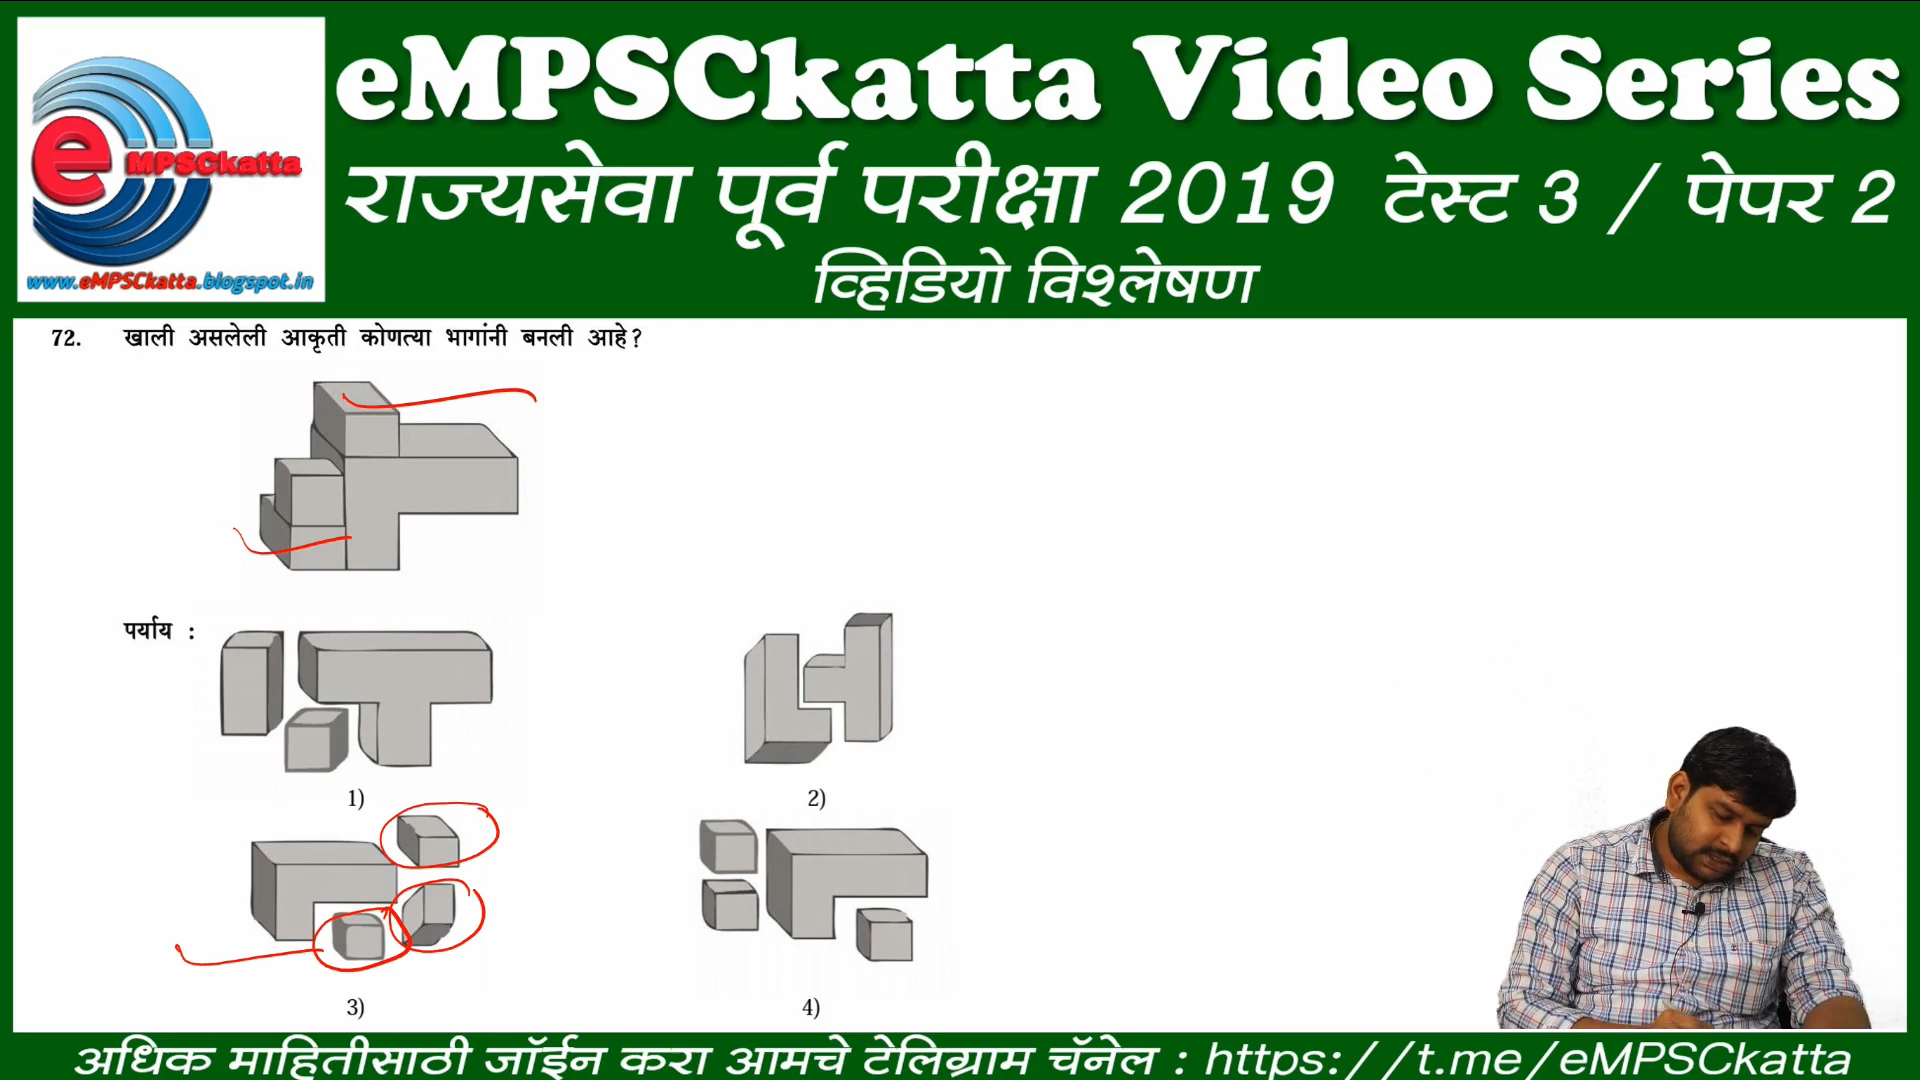 eMPSCkatta Video Series
e MPSCkatta
www.eMPSCkatta.blogspot.in
राज्यसेवा पूर्व परीक्षा 2019 टेस्ट 3 / पेपर 2
व्हिडियो विश्लेषण
72. खाली असलेली आकृती कोणत्या भागांनी बनली आहे?
पर्याय :
1)
2)
3)
4)
अधिक माहितीसाठी जॉईन करा आमचे टेलिग्राम चॅनेल : https://t.me/eMPSCkatta